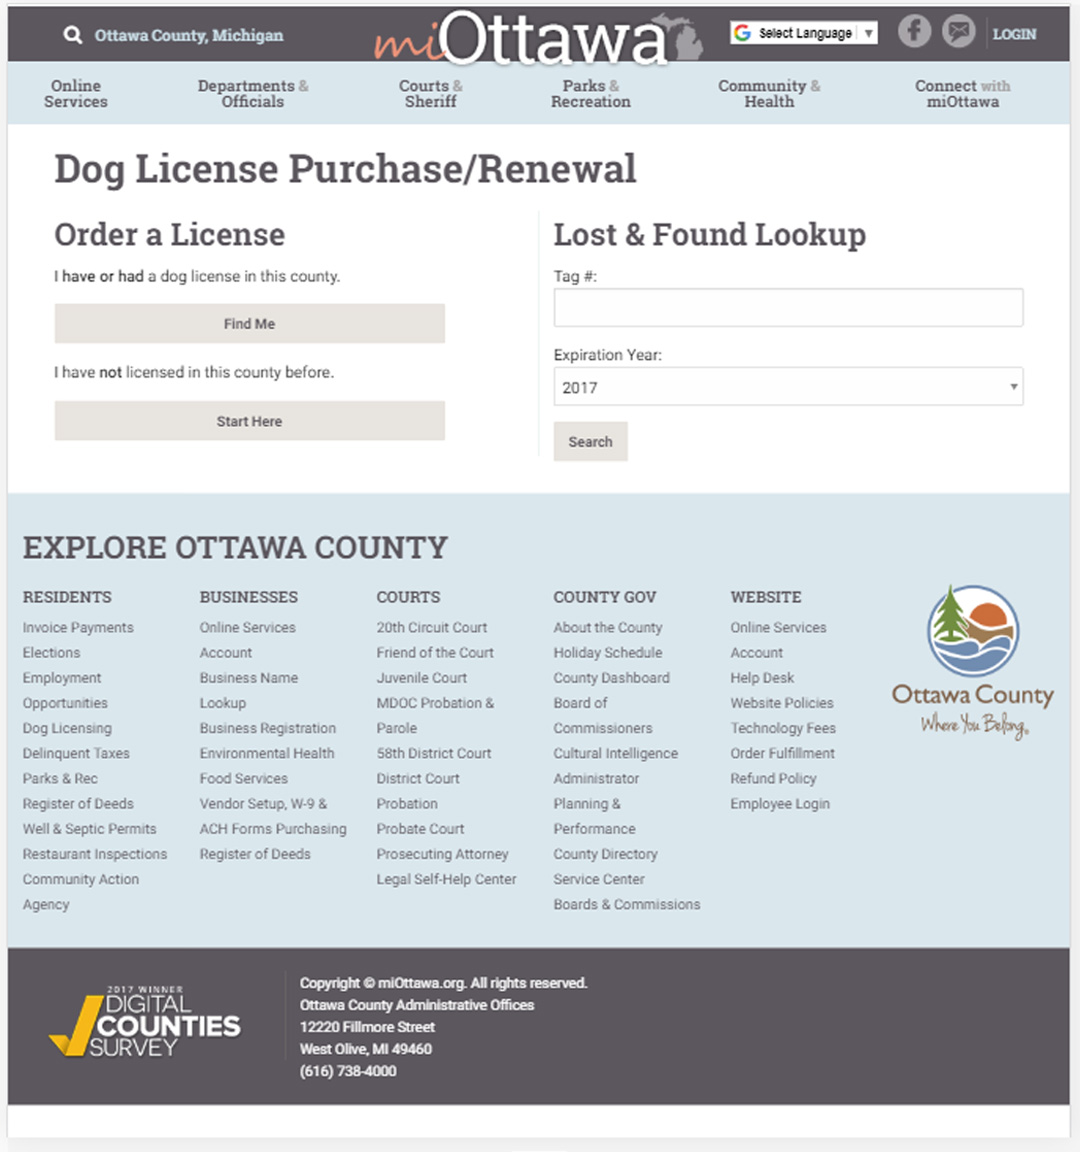 Ottawa County, Michigan
miOttawa
Select Language ▼
LOGIN
Online
Services
Departments &
Officials
Courts &
Sheriff
Parks &
Recreation
Community &
Health
Connect with
miOttawa
Dog License Purchase/Renewal
Order a License
I have or had a dog license in this county.
Find Me
I have not licensed in this county before.
Start Here
Lost & Found Lookup
Tag #:
Expiration Year:
2017
Search
EXPLORE OTTAWA COUNTY
RESIDENTS
Invoice Payments
Elections
Employment
Opportunities
Dog Licensing
Delinquent Taxes
Parks & Rec
Register of Deeds
Well & Septic Permits
Restaurant Inspections
Community Action
Agency
BUSINESSES
Online Services
Account
Business Name
Lookup
Business Registration
Environmental Health
Food Services
Vendor Setup, W-9 &
ACH Forms Purchasing
Register of Deeds
COURTS
20th Circuit Court
Friend of the Court
Juvenile Court
MDOC Probation &
Parole
58th District Court
District Court
Probation
Probate Court
Prosecuting Attorney
Legal Self-Help Center
COUNTY GOV
About the County
Holiday Schedule
County Dashboard
Board of
Commissioners
Cultural Intelligence
Administrator
Planning &
Performance
County Directory
Service Center
Boards & Commissions
WEBSITE
Online Services
Account
Help Desk
Website Policies
Technology Fees
Order Fulfillment
Refund Policy
Employee Login
Ottawa County
Where You Belong.
2017 WINNER
DIGITAL
COUNTIES
SURVEY
Copyright © miOttawa.org. All rights reserved.
Ottawa County Administrative Offices
12220 Fillmore Street
West Olive, MI 49460
(616) 738-4000